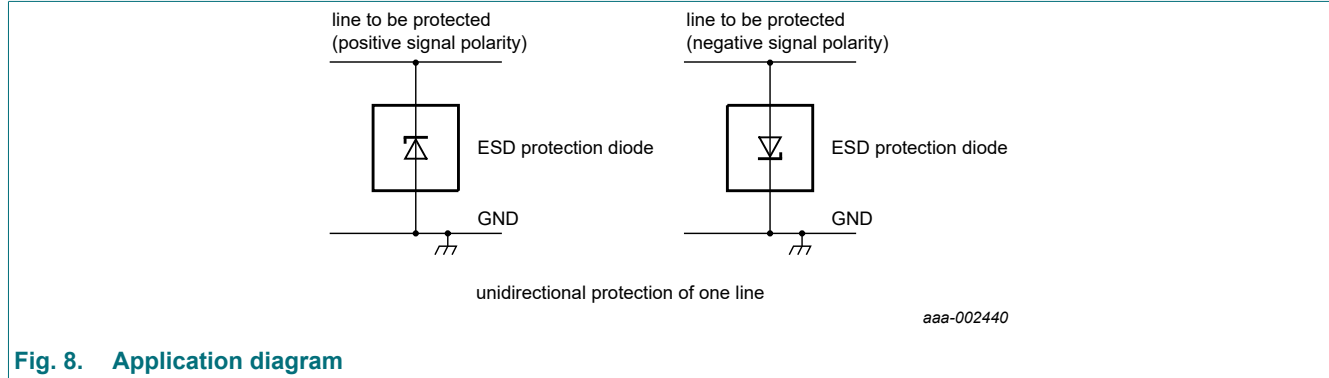 line to be protected
(positive signal polarity)
ESD protection diode
GND
line to be protected
(negative signal polarity)
ESD protection diode
GND
unidirectional protection of one line
aaa-002440
Fig. 8. Application diagram